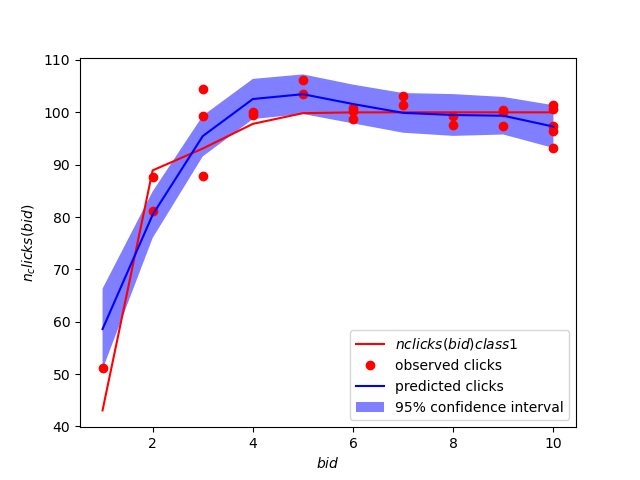 110
100
90
80
70
60
50
40
n_clicks(bid)
2
4
6
8
10
bid
nclicks(bid)class1
observed clicks
predicted clicks
95% confidence interval